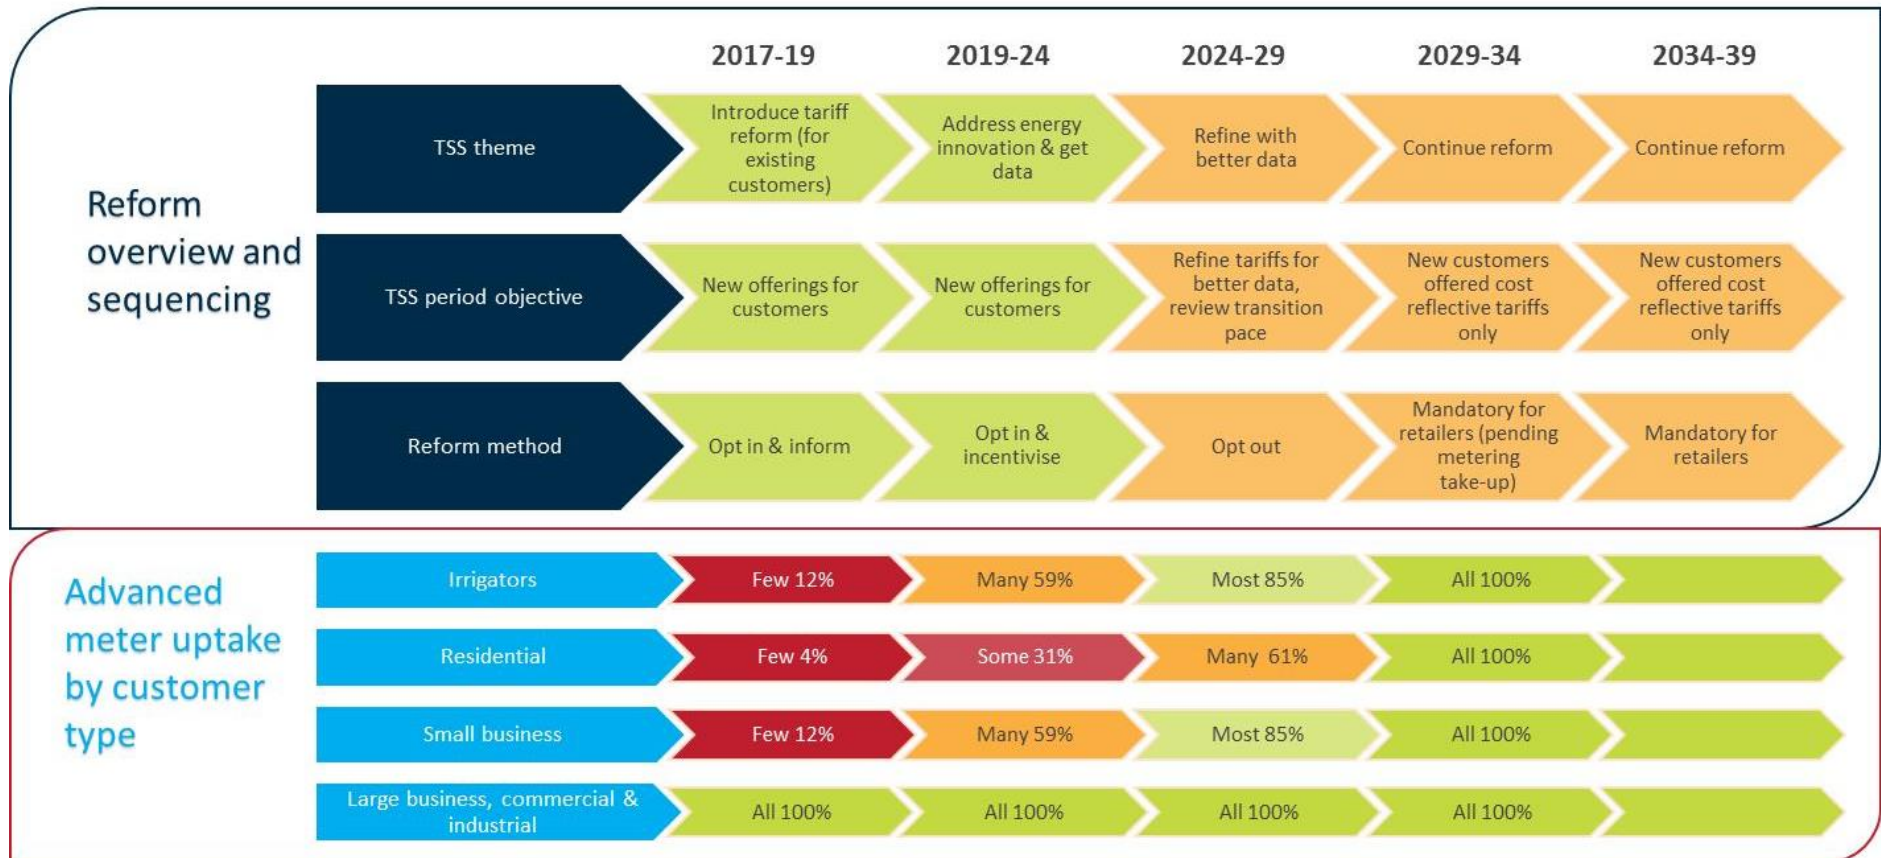 2017-19 2019-24 2024-29 2029-34 2034-39
Reform
overview and
sequencing
TSS theme
Introduce tariff
reform (for
existing
customers)
Address energy
innovation & get
data
Refine with
better data
Continue reform
Continue reform
TSS period objective
New offerings for
customers
New offerings for
customers
Refine tariffs for
better data,
review transition
pace
New customers
offered cost
reflective tariffs
only
New customers
offered cost
reflective tariffs
only
Reform method
Opt in & inform
Opt in &
incentivise
Opt out
Mandatory for
retailers (pending
metering
take-up)
Mandatory for
retailers
Advanced
meter uptake
by customer
type
Irrigators
Few 12%
Many 59%
Most 85%
All 100%
Residential
Few 4%
Some 31%
Many 61%
All 100%
Small business
Few 12%
Many 59%
Most 85%
All 100%
Large business, commercial &
industrial
All 100%
All 100%
All 100%
All 100%